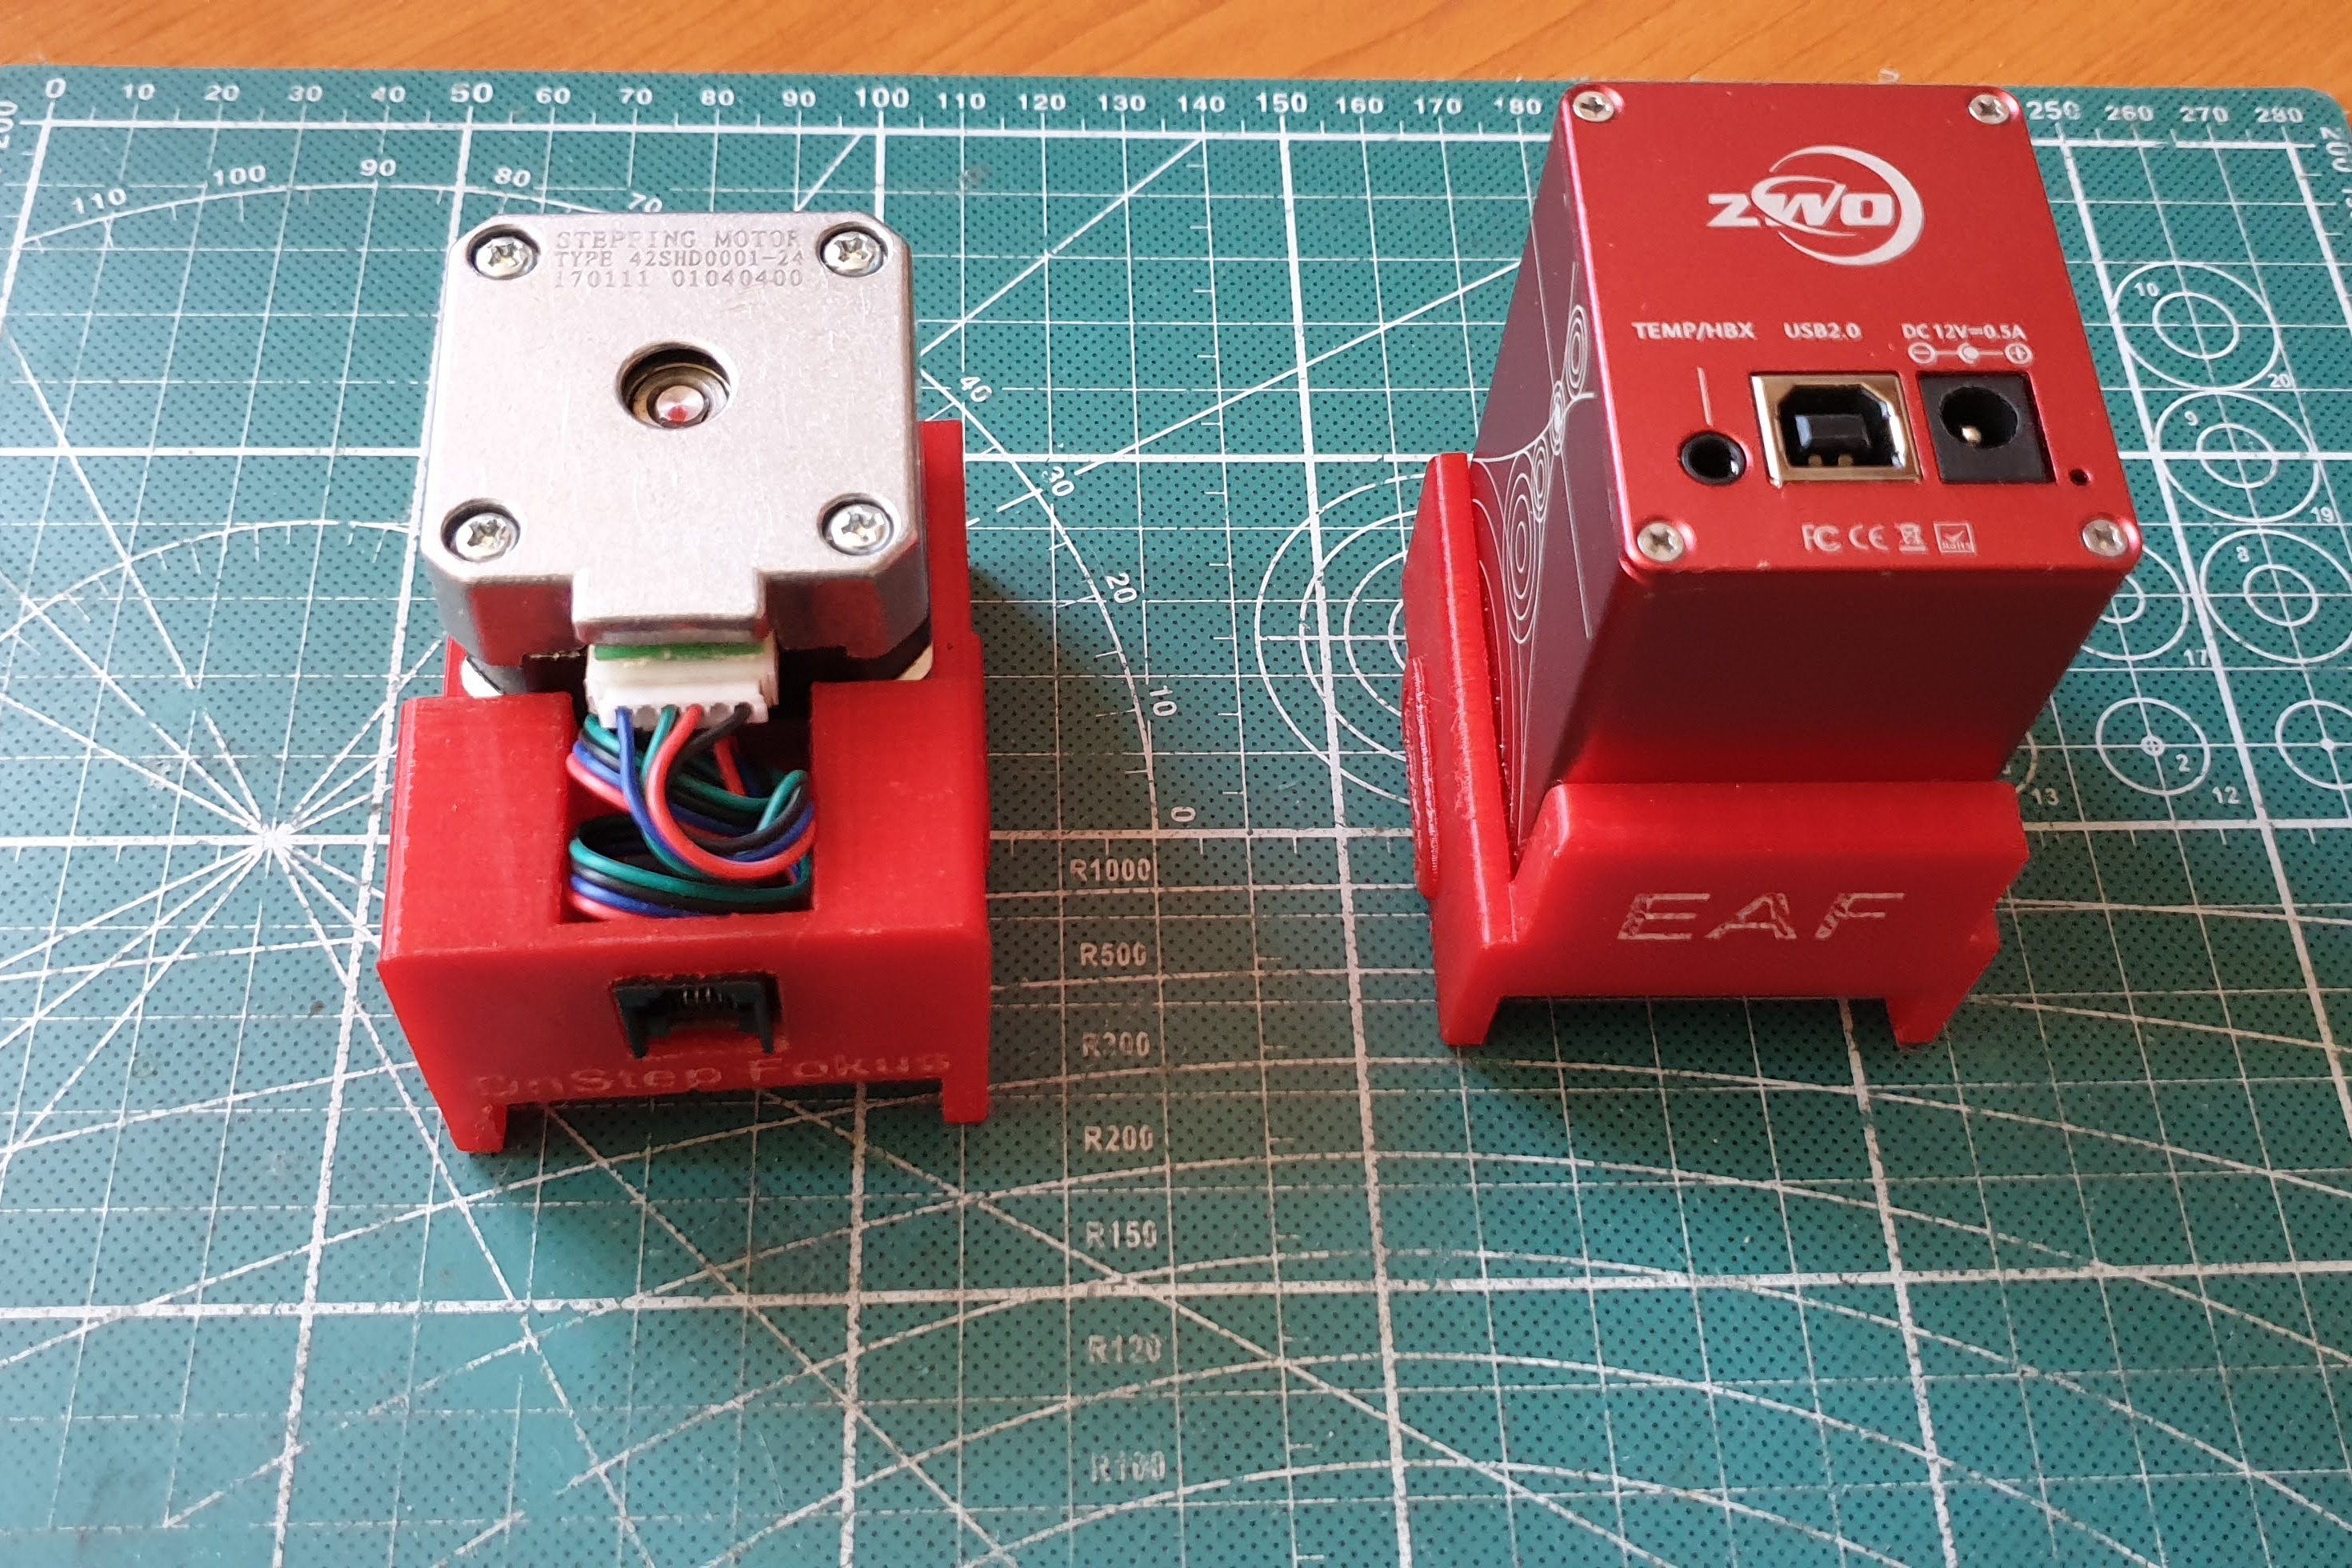 0 10 20 30 40 50 60 70 80 90 100 110 120 130 140 150 160 170 180 250 260 270 280
200
110 100 90 80 70
STEPPING MOTOR
TYPE 42SHD0001-24
170111 01040400
ZWO
TEMP/HBX USB2.0 DC 12V⎓0.5A
FC CE
RoHS
40
30
20
10
0
10
20
9
19
8
17
2
12
13
R1000
R500
R300
R200
R150
R120
R100
OnStep Fokus
EAF